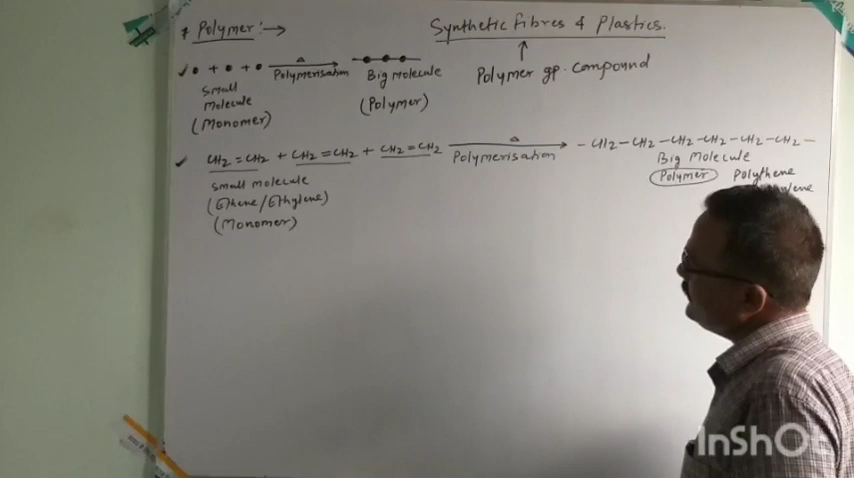 * Polymer :→
Synthetic Fibres & Plastics.
↑
Polymer gp. compound
✓ • + • + • —Δ→ •••
Polymerisation
Small Molecule
(Monomer)
Big Molecule
(Polymer)
✓ CH2 = CH2 + CH2 = CH2 + CH2 = CH2 —Δ→ - CH2 - CH2 - CH2 - CH2 - CH2 - CH2 -
Polymerisation
Small molecule
(Ethene/Ethylene)
(Monomer)
Big Molecule
Polymer Polythene
InShOt